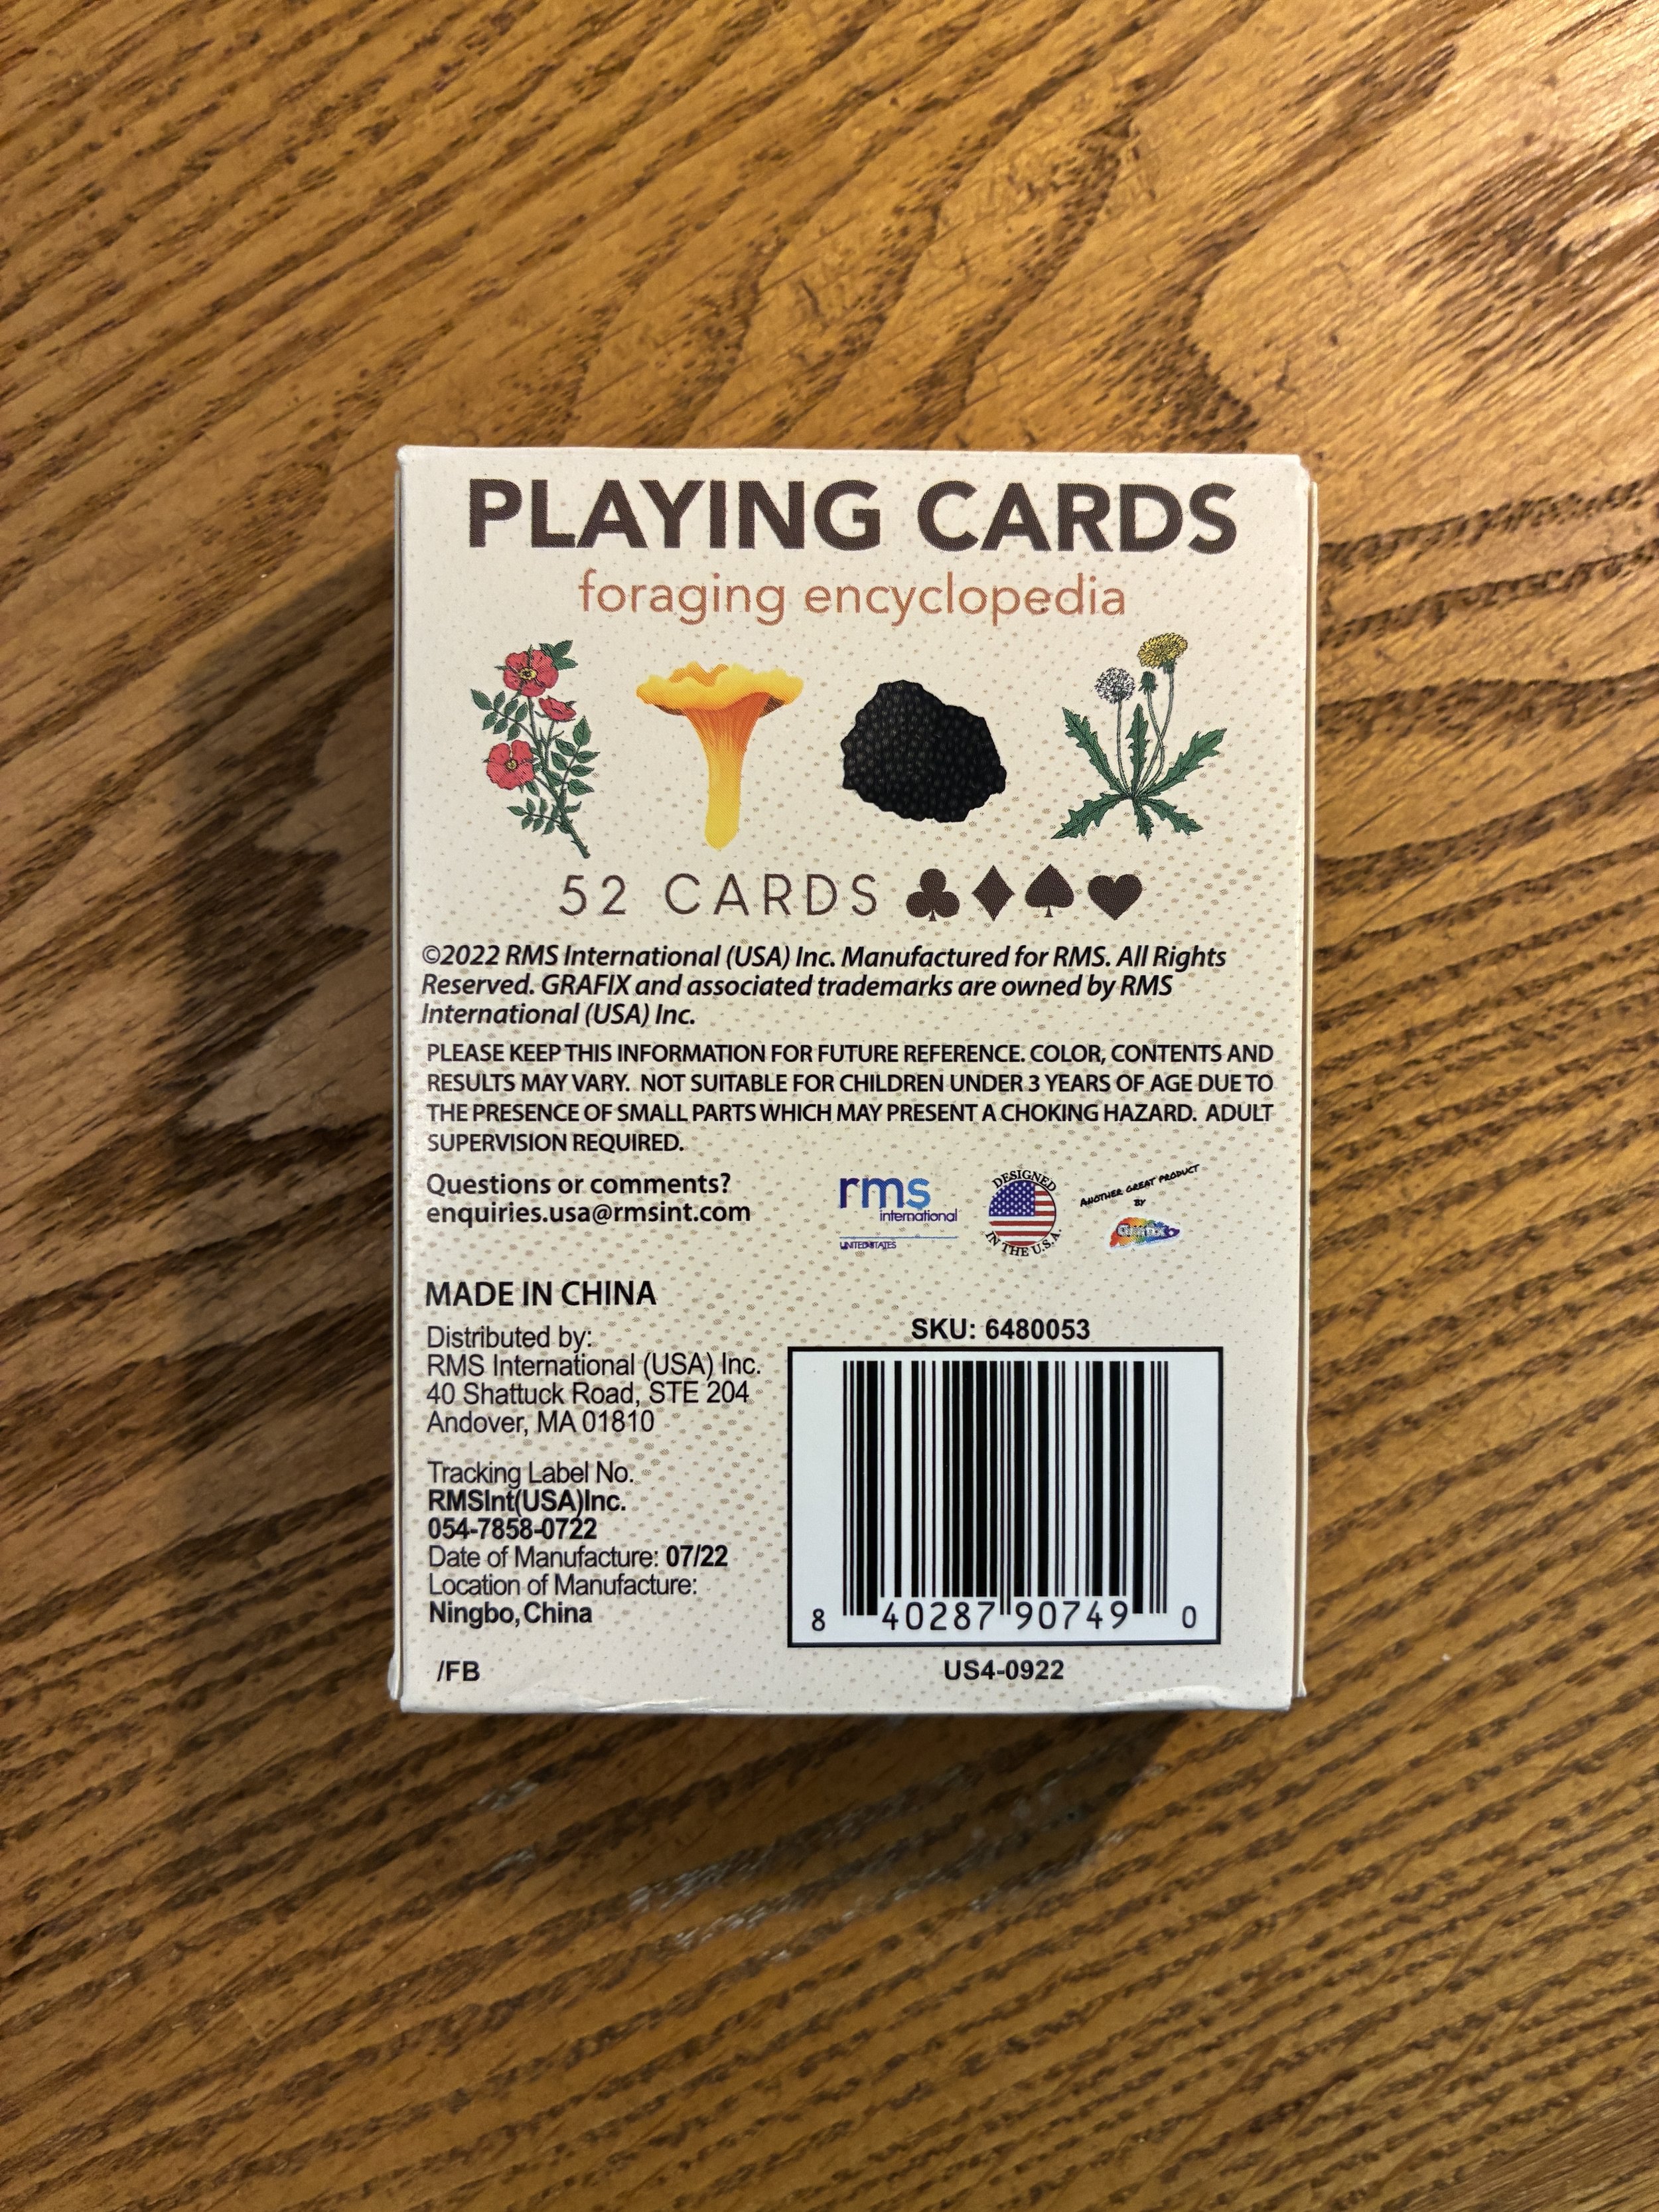 PLAYING CARDS
foraging encyclopedia
52 CARDS
©2022 RMS International (USA) Inc. Manufactured for RMS. All Rights
Reserved. GRAFIX and associated trademarks are owned by RMS
International (USA) Inc.
PLEASE KEEP THIS INFORMATION FOR FUTURE REFERENCE. COLOR, CONTENTS AND
RESULTS MAY VARY. NOT SUITABLE FOR CHILDREN UNDER 3 YEARS OF AGE DUE TO
THE PRESENCE OF SMALL PARTS WHICH MAY PRESENT A CHOKING HAZARD. ADULT
SUPERVISION REQUIRED.
Questions or comments?
enquiries.usa@rmsint.com
rms
international
UNITED STATES
DESIGNED
IN THE U.S.A.
ANOTHER GREAT PRODUCT
BY
GRAFIX
MADE IN CHINA
Distributed by:
RMS International (USA) Inc.
40 Shattuck Road, STE 204
Andover, MA 01810
Tracking Label No.
RMSInt(USA)Inc.
054-7858-0722
Date of Manufacture: 07/22
Location of Manufacture:
Ningbo, China
/FB
SKU: 6480053
8 40287 90749 0
US4-0922